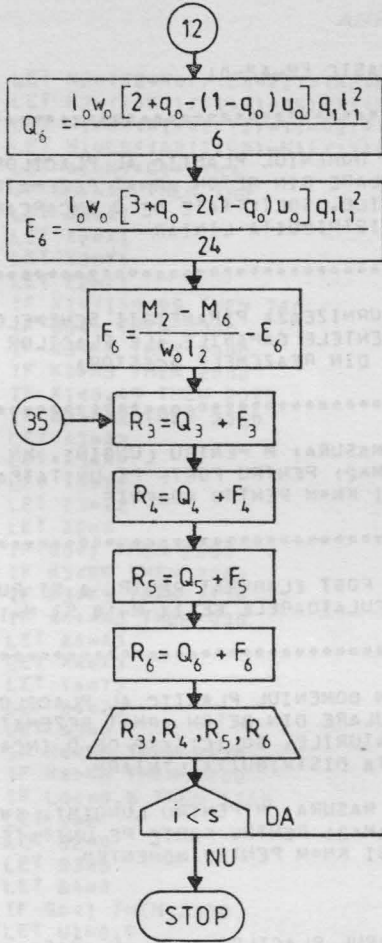 12
Q₆ = l₀w₀ [2+q₀-(1-q₀)u₀] q₁l₁² / 6
E₆ = l₀w₀ [3+q₀-2(1-q₀)u₀] q₁l₁² / 24
F₆ = (M₂ - M₆) / (w₀l₂) - E₆
35
R₃ = Q₃ + F₃
R₄ = Q₄ + F₄
R₅ = Q₅ + F₅
R₆ = Q₆ + F₆
R₃, R₄, R₅, R₆
i < s
DA
NU
STOP